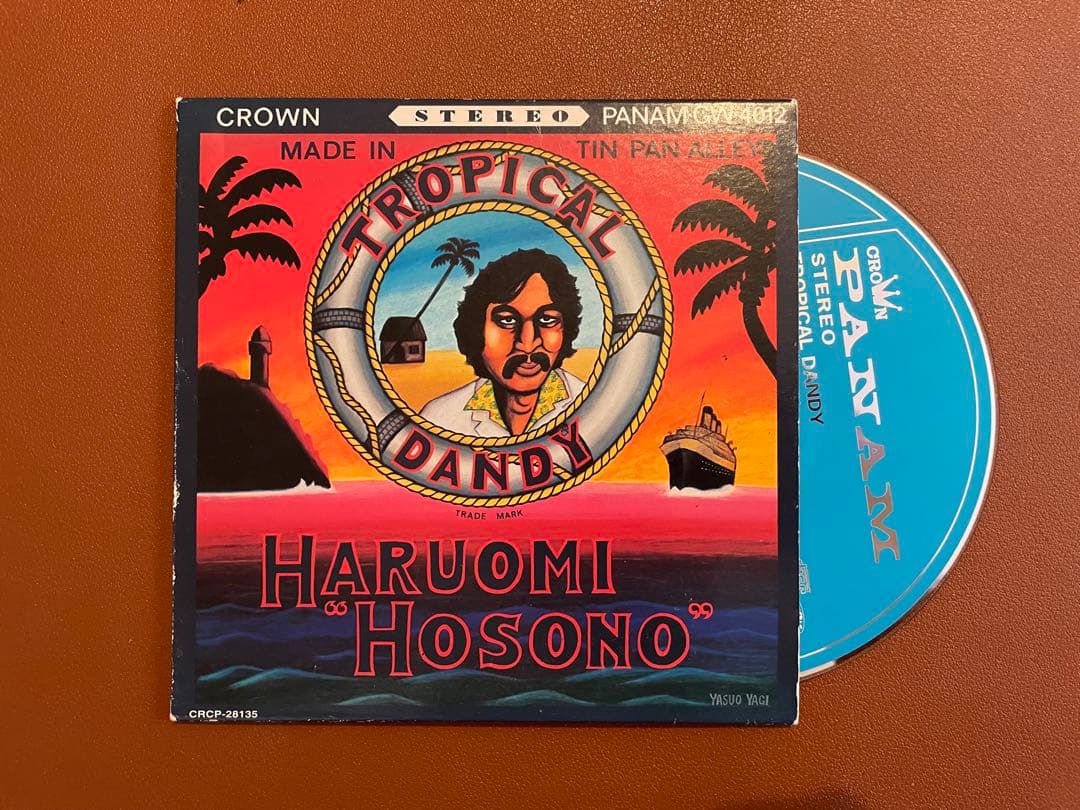 CROWN STEREO PANAM GW-4012
MADE IN TIN PAN ALLEY
TROPICAL
DANDY
TRADE MARK
HARUOMI
“HOSONO”
YASUO YAGI
CRCP-28135
CROWN
PANAM
STEREO
TROPICAL DANDY